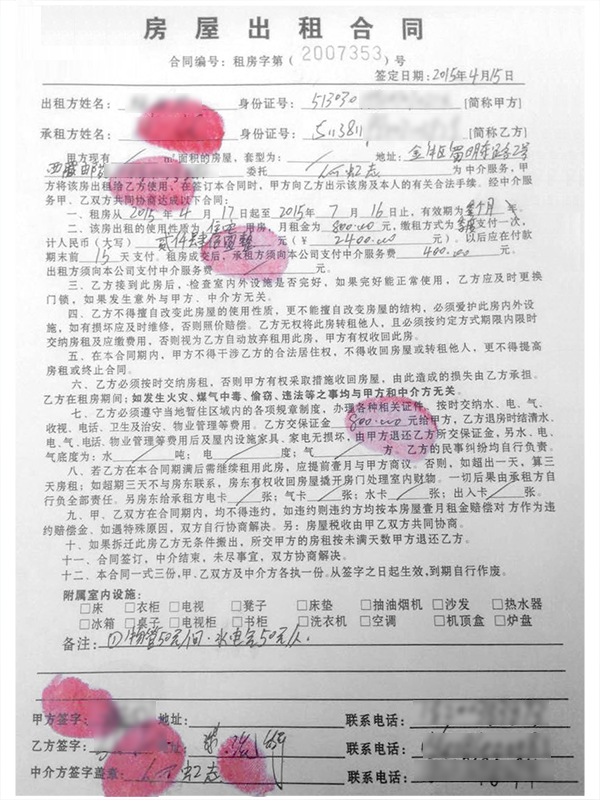 房屋出租合同
合同编号：租房字第（2007353）号
签定日期：2015年4月15日
出租方姓名： 身份证号：513030 [简称甲方]
承租方姓名： 身份证号：513811 [简称乙方]
甲方现有 m²面积的房屋，套型为： 地址：金牛区
西藏 委托 为中介服务，甲
方将该房出租给乙方使用。在签订本合同时，甲方向乙方出示该房及本人的有关合法手续。经中介服
务甲、乙双方共同协商达成以下合同：
一、租房从2015年4月17日起至2015年7月16日止，有效期为 年。
二、该房出租的使用性质为住宅用房，月租金为800.00元，缴租方式为 支付一次，
计人民币（大写）贰仟肆佰圆整元（￥2400.00元）。以后应在付款
期末前15天支付。租房成交后，承租方须向本公司支付中介服务费400.00元，
出租方须向本公司支付中介服务费 元。
三、乙方接到此房后，检查室内外设施是否完好，如果完好能正常使用，乙方应及时更换
门锁，如果发生意外与甲方、中介方无关。
四、乙方不得擅自改变此房屋的使用性质，更不能擅自改变房屋的结构，必须爱护此房内外设
施，如有损坏应及时维修，否则照价赔偿。乙方无权将此房转租他人，且必须按约定方式期限内限时
交纳房租及应缴费用，否则视为乙方自动放弃租用此房，甲方有权收回此房。
五、在本合同期内，甲方不得干涉乙方的合法居住权，不得收回房屋或转租他人，更不得提高
房租或终止合同。
六、乙方必须按时交纳房租，否则甲方有权采取措施收回房屋，由此造成的损失由乙方承担。
乙方在租房期间：如发生火灾、煤气中毒、偷窃、违法等之事均与甲方和中介方无关。
七、乙方必须遵守当地暂住区域内的各项规章制度，办理各种相关证件，按时交纳水、电、气、
收视、电话、卫生及治安、物业管理等费用。乙方交保证金800.00元给甲方，乙方退房时结清水、
电、气、电话、物业管理等费用后及屋内设施家具、家电无损坏，由甲方退还乙方所交保证金，另水、电、
气底度为：水 吨；电 度；气 方。乙方的民事纠纷均自行负责。
八、若乙方在本合同期满后需继续租用此房，应提前壹月与甲方商议。否则，如超出一天，算三
天房租；如超期三天不与房东联系，房东有权收回房屋撬开房门处理室内财物。一切后果由承租方自
行负全部责任。另房东给承租方电卡 张；气卡 张；水卡 张；出入卡 张。
九、甲、乙双方在合同期内，均不得违约，如违约则违约方均按本房屋壹月租金赔偿对方作为违
约赔偿金。如遇特殊原因，双方自行协商解决。另：房屋税收由甲乙双方共同协商。
十、如果拆迁此房乙方无条件搬出，所交甲方的房租按未满天数甲方退还乙方。
十一、合同签订，中介结束，未尽事宜，双方协商解决。
十二、本合同一式三份，甲、乙双方及中介方各执一份。从签字之日起生效，到期自行作废。
附属室内设施：
□床 □衣柜 □电视 □凳子 □床垫 □抽油烟机 □沙发 □热水器
□冰箱 □桌子 □电视柜 □书柜 □洗衣机 □空调 □机顶盒 □炉盘
备注：①物管50元/间·水电气50元/人.
甲方签字： 地址： 联系电话：
乙方签字： 地址： 联系电话：
中介方签字盖章： 联系电话：